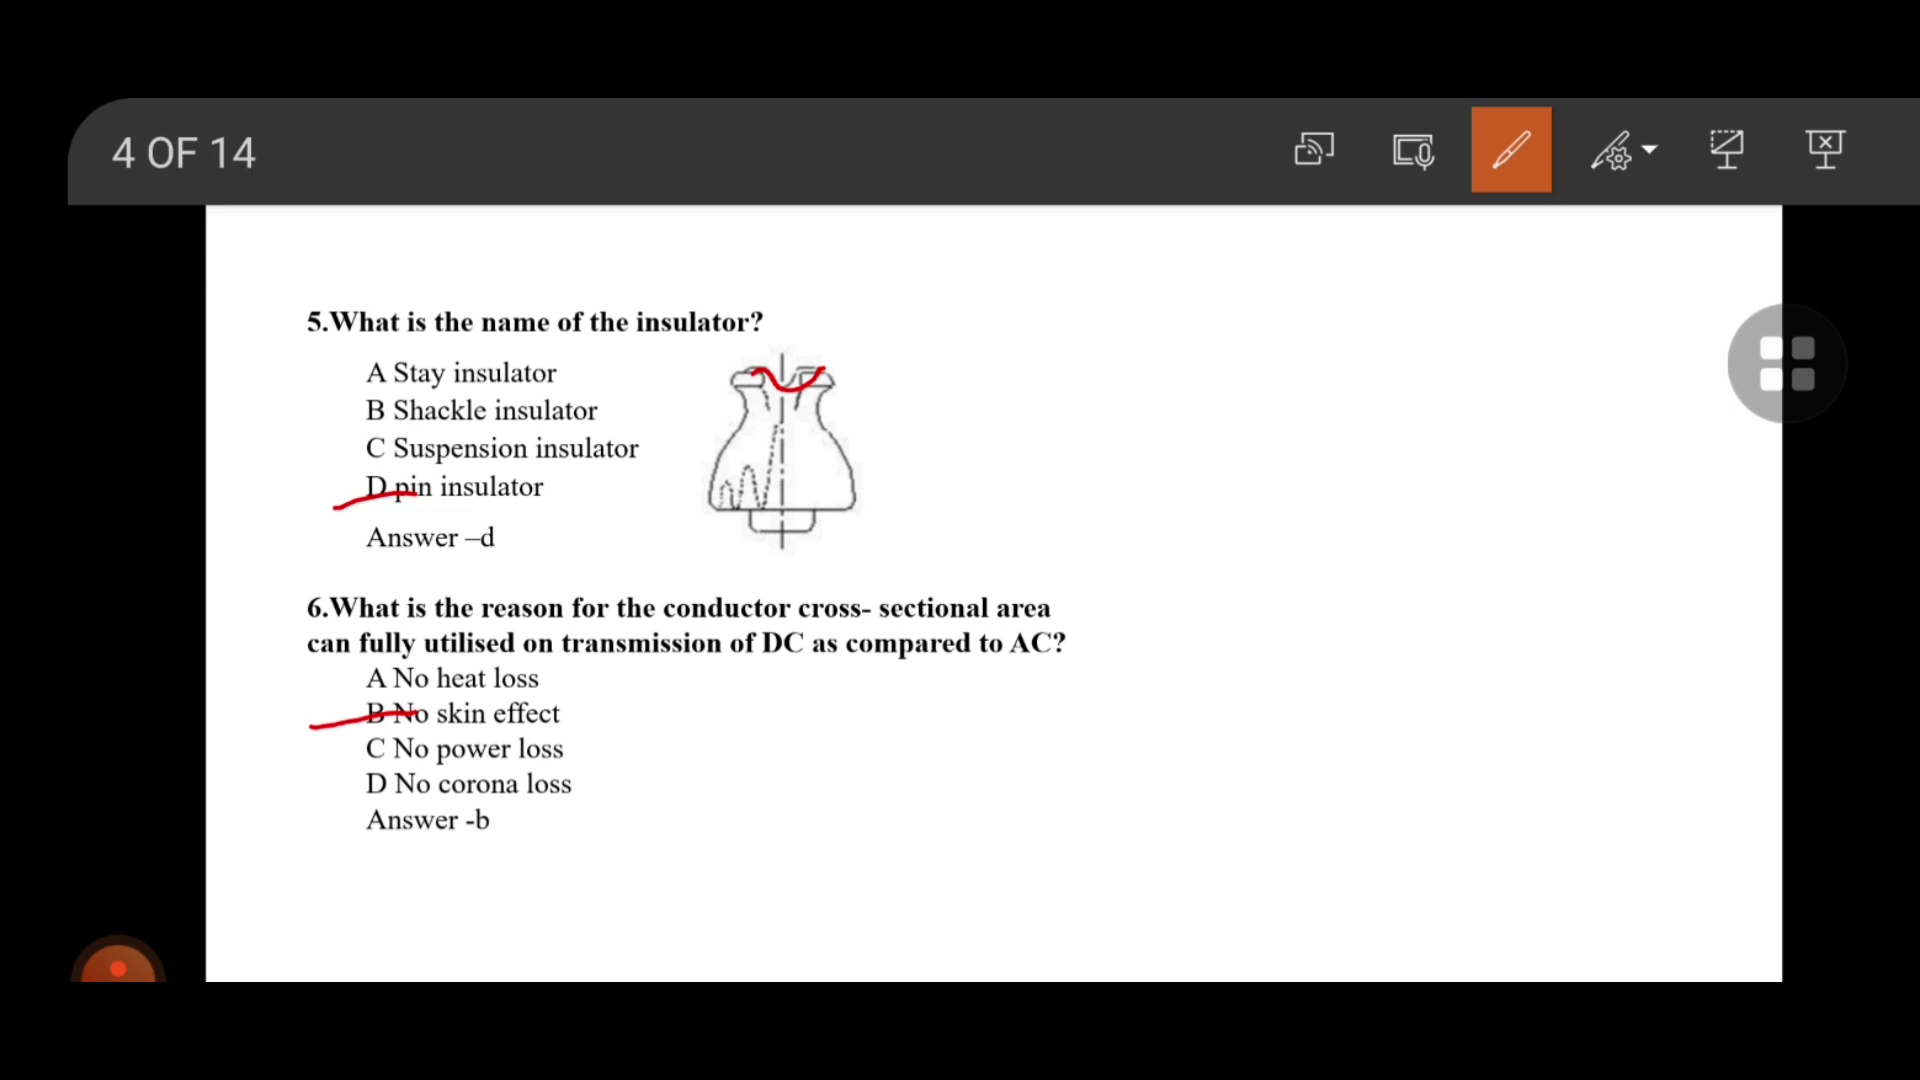 4 OF 14
5.What is the name of the insulator?
A Stay insulator
B Shackle insulator
C Suspension insulator
D pin insulator
Answer –d
6.What is the reason for the conductor cross- sectional area
can fully utilised on transmission of DC as compared to AC?
A No heat loss
B No skin effect
C No power loss
D No corona loss
Answer -b